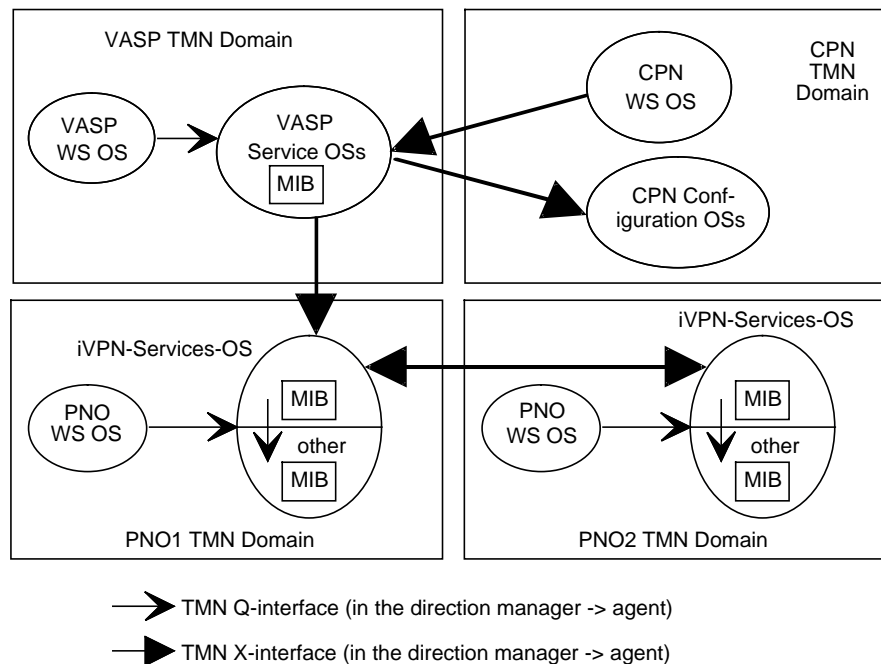 VASP TMN Domain
VASP
WS OS
VASP
Service OSs
MIB
CPN
WS OS
CPN
TMN
Domain
CPN Conf-
iguration OSs
iVPN-Services-OS
PNO
WS OS
MIB
other
MIB
PNO1 TMN Domain
iVPN-Services-OS
PNO
WS OS
MIB
other
MIB
PNO2 TMN Domain
TMN Q-interface (in the direction manager -> agent)
TMN X-interface (in the direction manager -> agent)